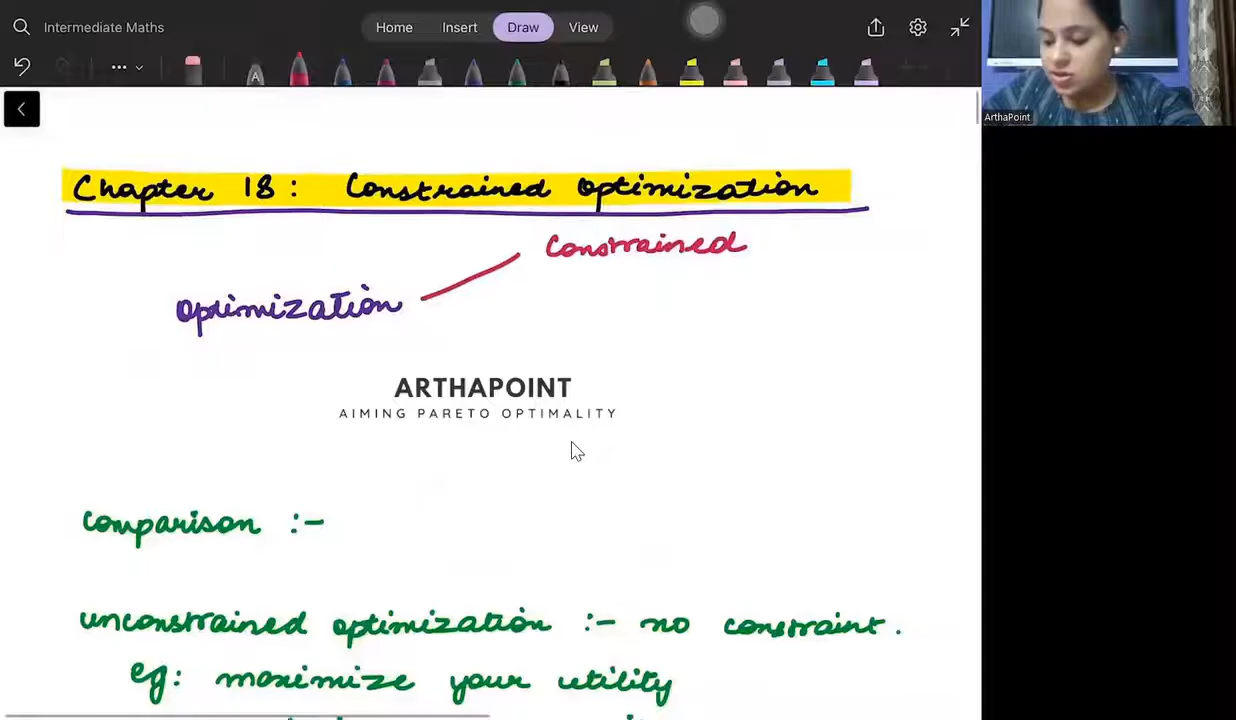 Intermediate Maths
Home Insert Draw View
A
ArthaPoint
Chapter 18: Constrained Optimization
Constrained
Optimization
ARTHAPOINT
AIMING PARETO OPTIMALITY
Comparison :-
unconstrained optimization :- no constraint.
eg: maximize your utility